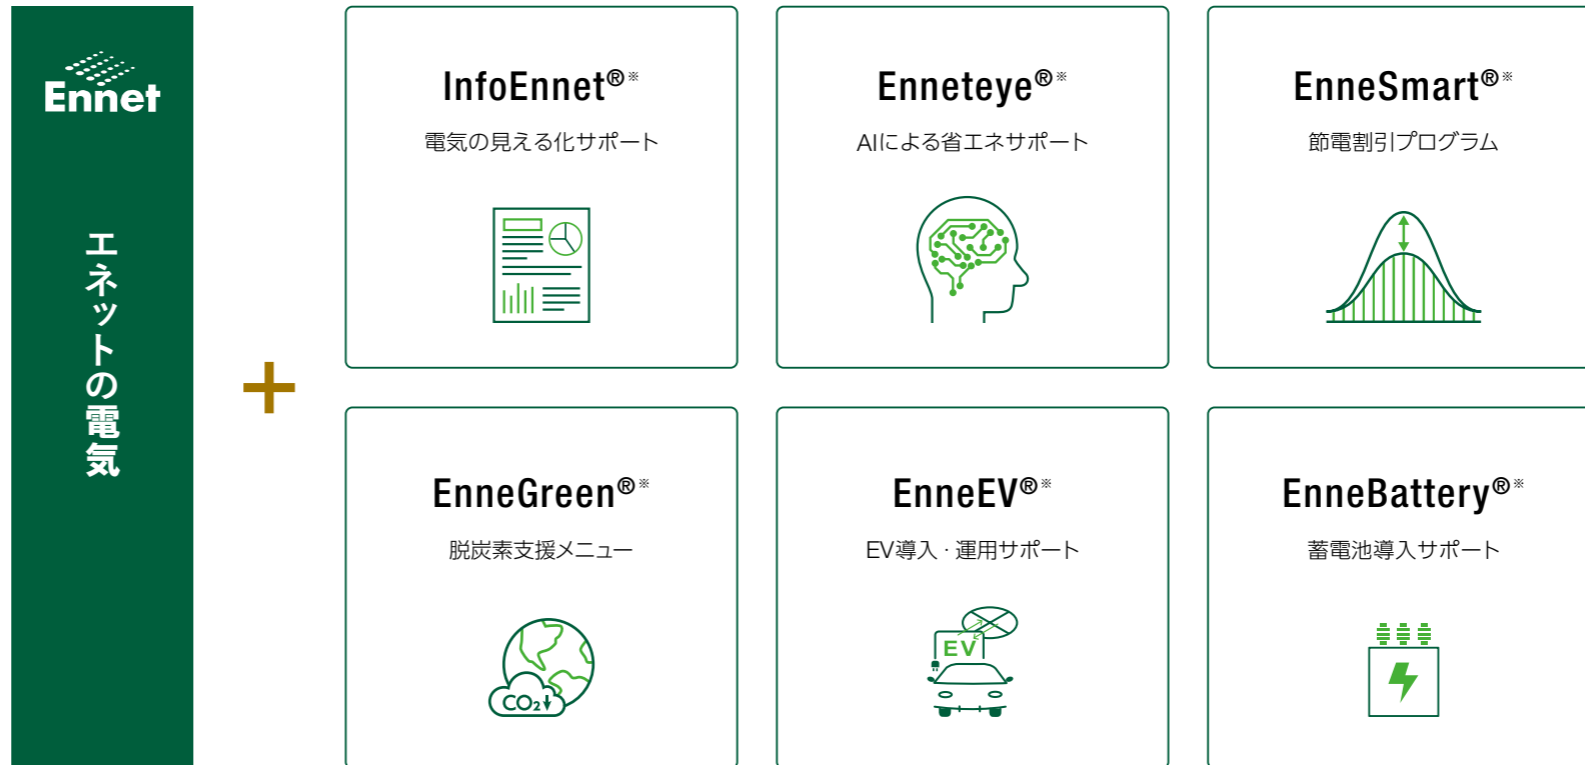 Ennet
エネットの電気
+
InfoEnnet®※
電気の見える化サポート
Enneteye®※
AIによる省エネサポート
EnneSmart®※
節電割引プログラム
EnneGreen®※
脱炭素支援メニュー
CO₂
EnneEV®※
EV導入・運用サポート
EV
EnneBattery®※
蓄電池導入サポート